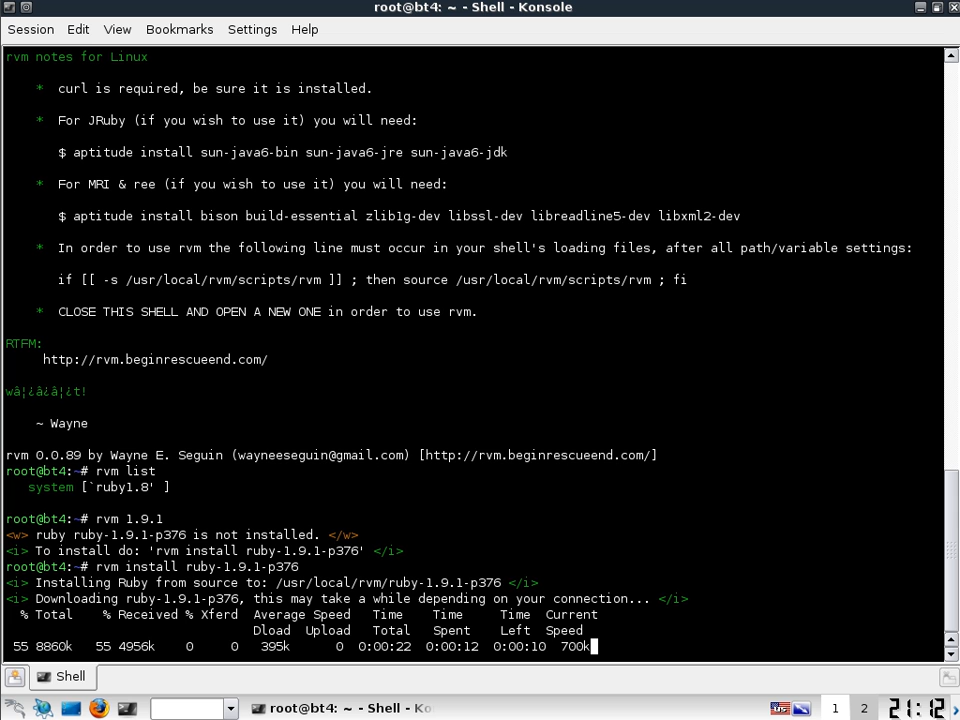 root@bt4: ~ - Shell - Konsole
Session Edit View Bookmarks Settings Help
rvm notes for Linux
* curl is required, be sure it is installed.
* For JRuby (if you wish to use it) you will need:
$ aptitude install sun-java6-bin sun-java6-jre sun-java6-jdk
* For MRI & ree (if you wish to use it) you will need:
$ aptitude install bison build-essential zlib1g-dev libssl-dev libreadline5-dev libxml2-dev
* In order to use rvm the following line must occur in your shell's loading files, after all path/variable settings:
if [[ -s /usr/local/rvm/scripts/rvm ]] ; then source /usr/local/rvm/scripts/rvm ; fi
* CLOSE THIS SHELL AND OPEN A NEW ONE in order to use rvm.
RTFM:
http://rvm.beginrescueend.com/
wâ¦¿â¿â¦¿t!
~ Wayne
rvm 0.0.89 by Wayne E. Seguin (wayneeseguin@gmail.com) [http://rvm.beginrescueend.com/]
root@bt4:~# rvm list
system [`ruby1.8' ]
root@bt4:~# rvm 1.9.1
<w> ruby ruby-1.9.1-p376 is not installed. </w>
<i> To install do: 'rvm install ruby-1.9.1-p376' </i>
root@bt4:~# rvm install ruby-1.9.1-p376
<i> Installing Ruby from source to: /usr/local/rvm/ruby-1.9.1-p376 </i>
<i> Downloading ruby-1.9.1-p376, this may take a while depending on your connection... </i>
% Total % Received % Xferd Average Speed Time Time Time Current
Dload Upload Total Spent Left Speed
55 8860k 55 4956k 0 0 395k 0 0:00:22 0:00:12 0:00:10 700k
Shell
root@bt4: ~ - Shell - Ko
1 2 21:12